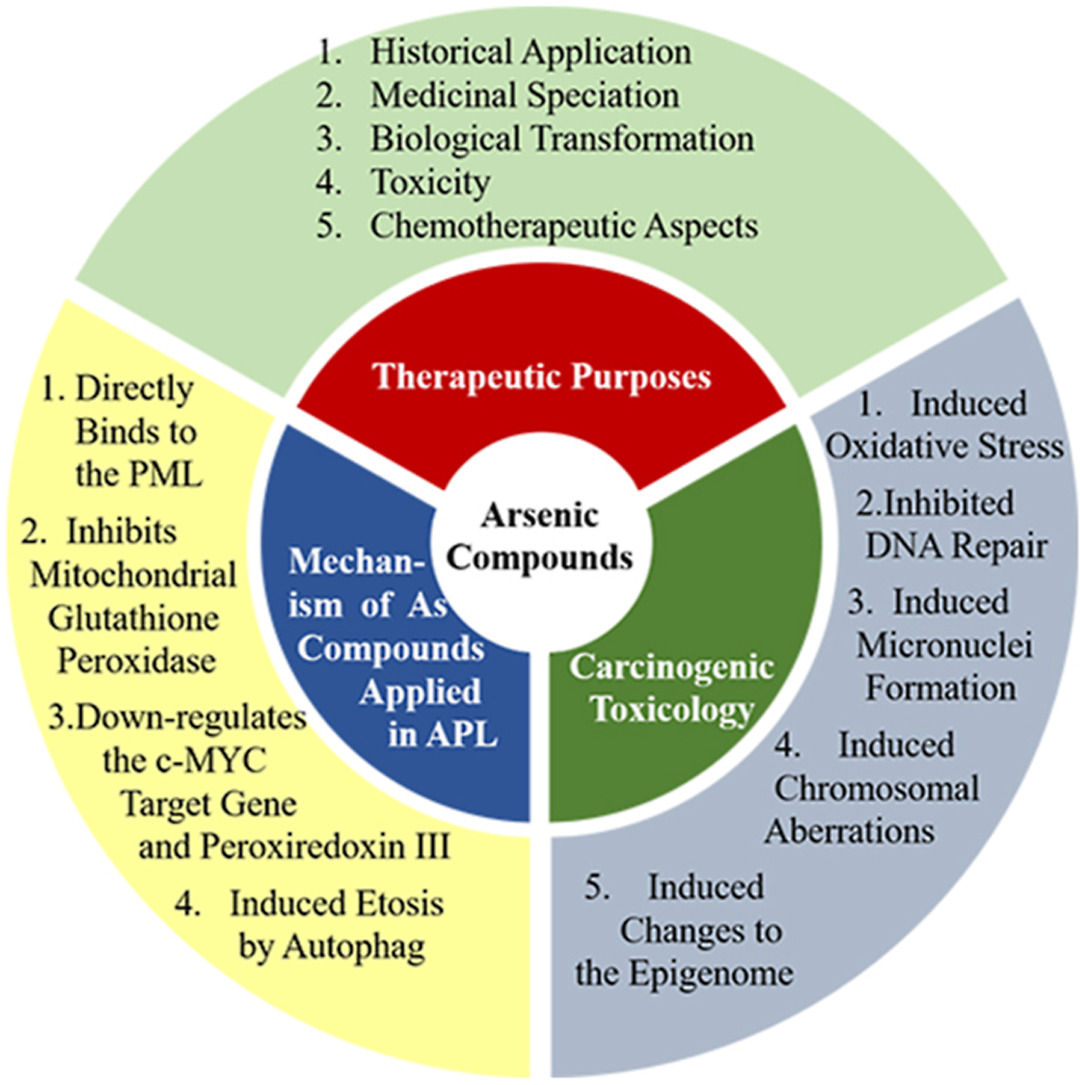 1. Historical Application
2. Medicinal Speciation
3. Biological Transformation
4. Toxicity
5. Chemotherapeutic Aspects
Therapeutic Purposes
Arsenic
Compounds
Mechan-
ism of As
Compounds
Applied
in APL
Carcinogenic
Toxicology
1. Directly
Binds to
the PML
2. Inhibits
Mitochondrial
Glutathione
Peroxidase
3.Down-regulates
the c-MYC
Target Gene
and Peroxiredoxin III
4. Induced Etosis
by Autophag
1. Induced
Oxidative Stress
2.Inhibited
DNA Repair
3. Induced
Micronuclei
Formation
4. Induced
Chromosomal
Aberrations
5. Induced
Changes to
the Epigenome